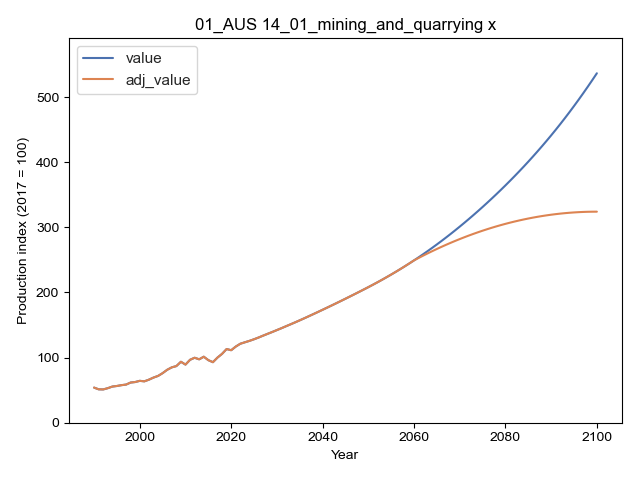 01_AUS 14_01_mining_and_quarrying x
value
adj_value
Production index (2017 = 100)
500
400
300
200
100
0
2000 2020 2040 2060 2080 2100
Year